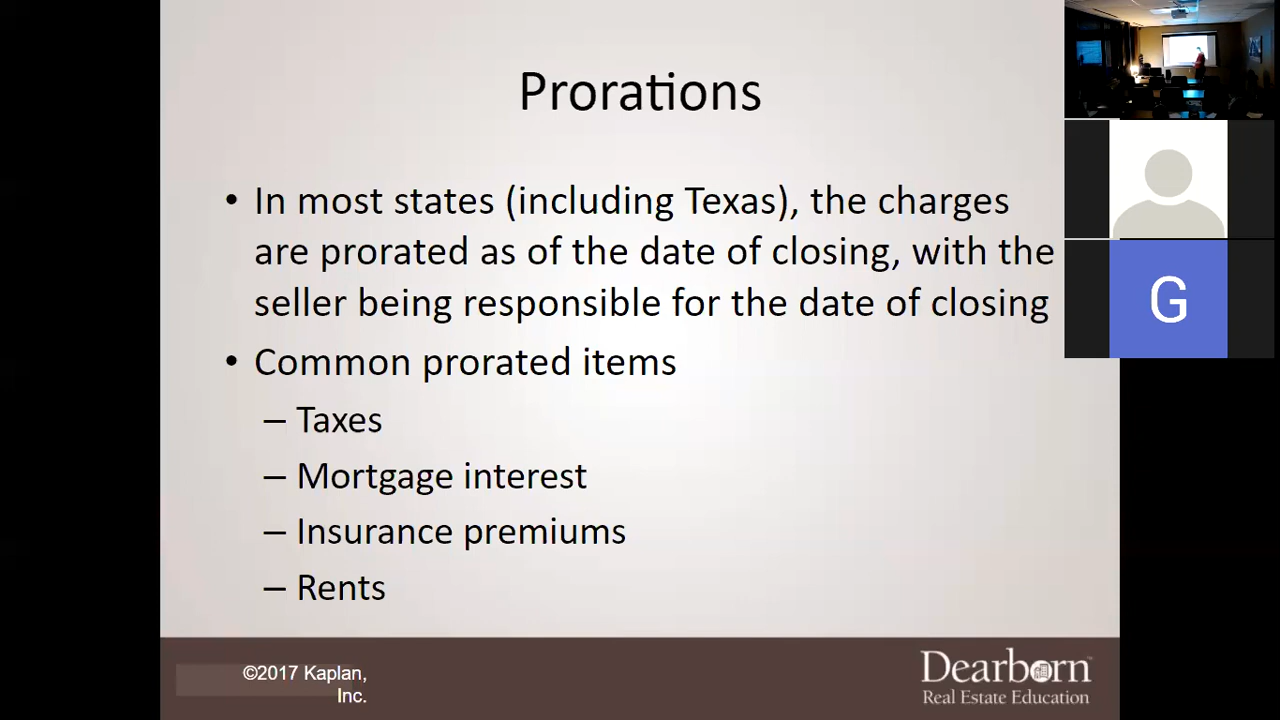 Prorations
• In most states (including Texas), the charges
are prorated as of the date of closing, with the
seller being responsible for the date of closing
• Common prorated items
– Taxes
– Mortgage interest
– Insurance premiums
– Rents
G
©2017 Kaplan,
Inc.
Dearborn™
Real Estate Education